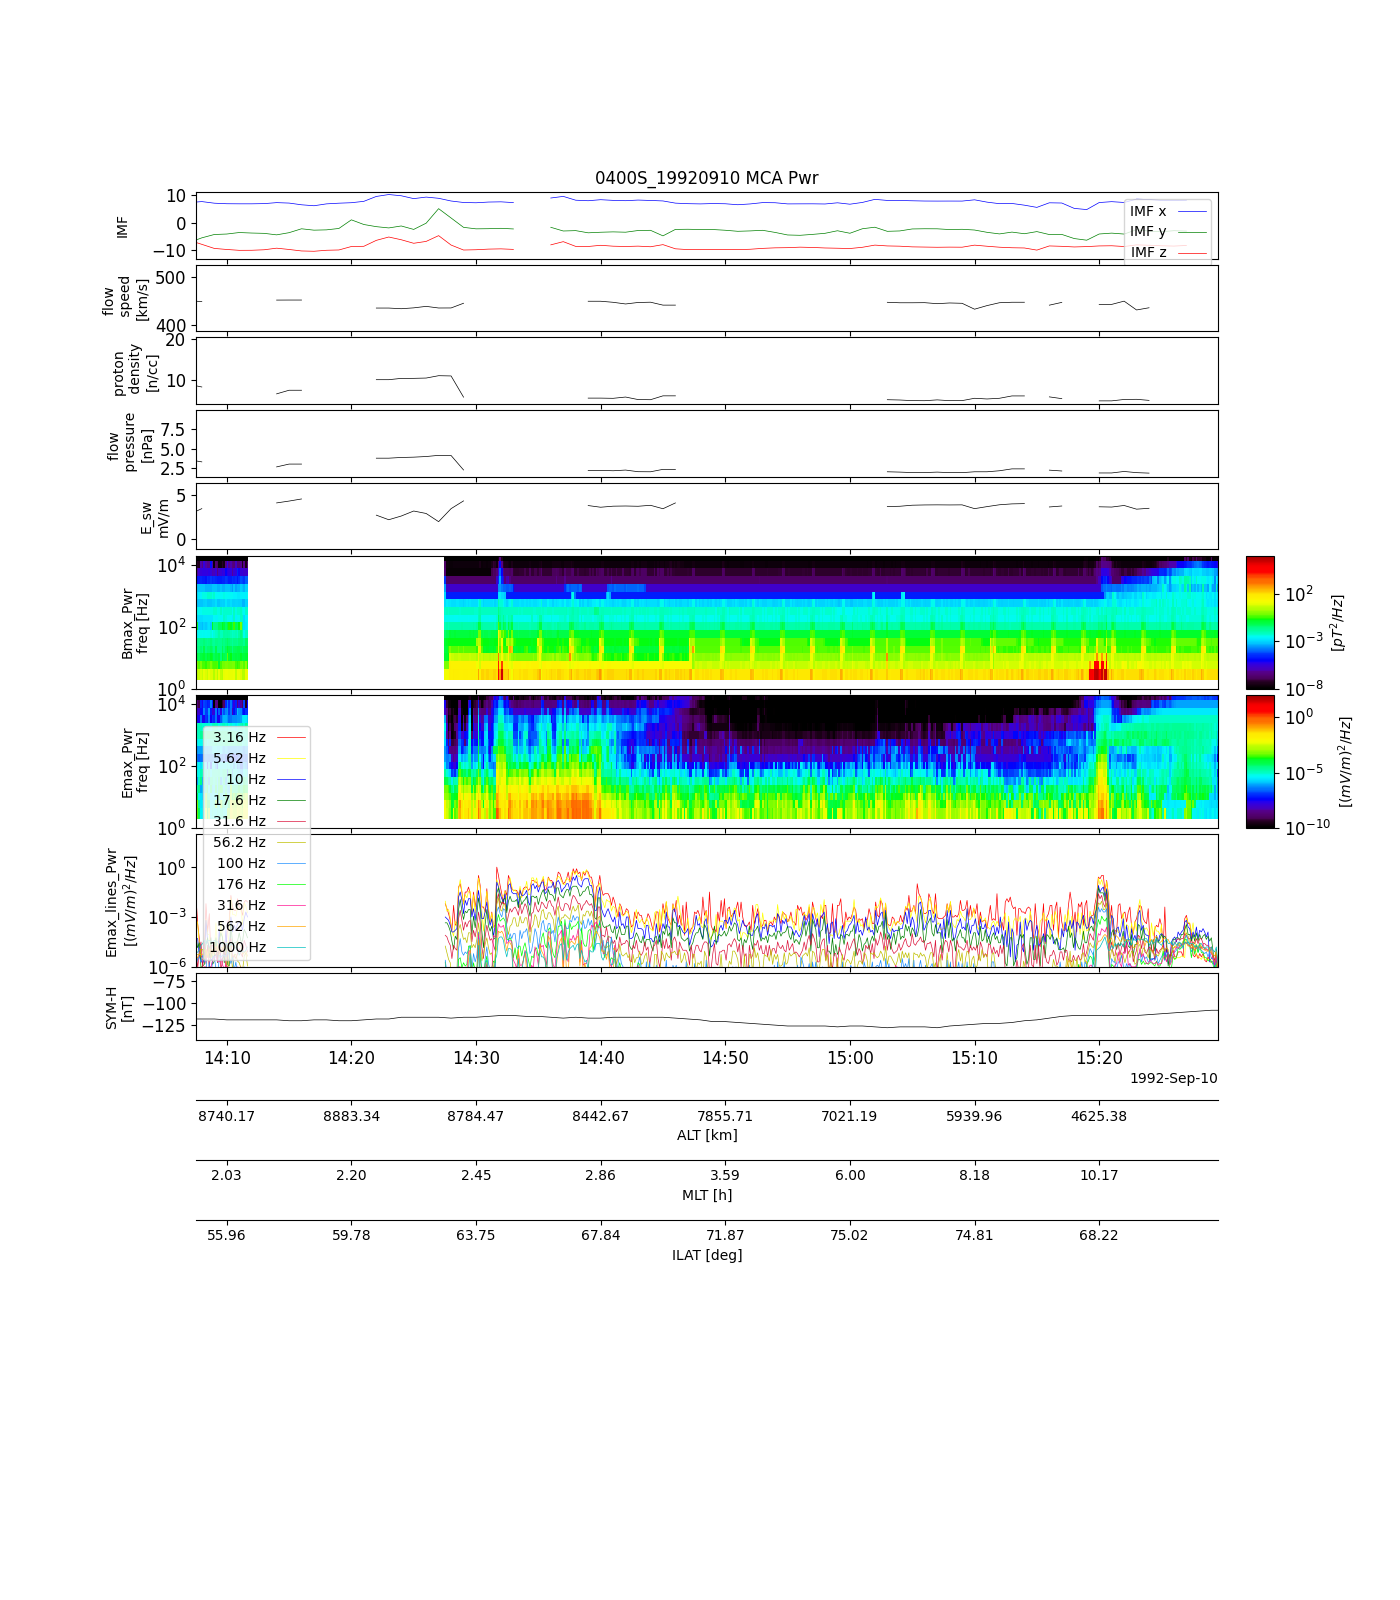 0400S_19920910 MCA Pwr
10
0
−10
IMF
IMF x
IMF y
IMF z
500
400
flow
speed
[km/s]
20
10
proton
density
[n/cc]
7.5
5.0
2.5
flow
pressure
[nPa]
5
0
E_sw
mV/m
10^4
10^2
10^0
Bmax_Pwr
freq [Hz]
10^2
10^−3
10^−8
[pT^2/Hz]
10^4
10^2
10^0
Emax_Pwr
freq [Hz]
10^0
10^−5
10^−10
[(mV/m)^2/Hz]
3.16 Hz
5.62 Hz
10 Hz
17.6 Hz
31.6 Hz
56.2 Hz
100 Hz
176 Hz
316 Hz
562 Hz
1000 Hz
10^0
10^−3
10^−6
Emax_lines_Pwr
[(mV/m)^2/Hz]
−75
−100
−125
SYM-H
[nT]
14:10 14:20 14:30 14:40 14:50 15:00 15:10 15:20
1992-Sep-10
8740.17 8883.34 8784.47 8442.67 7855.71 7021.19 5939.96 4625.38
ALT [km]
2.03 2.20 2.45 2.86 3.59 6.00 8.18 10.17
MLT [h]
55.96 59.78 63.75 67.84 71.87 75.02 74.81 68.22
ILAT [deg]